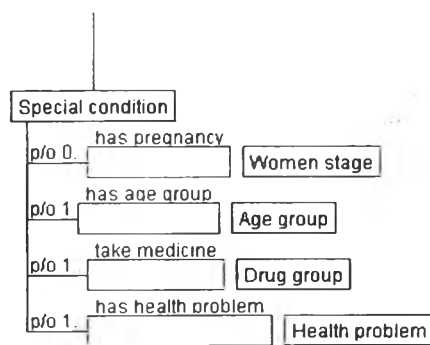 Special condition
has pregnancy
p/o 0. Women stage
has age group
p/o 1 Age group
take medicine
p/o 1 Drug group
has health problem
p/o 1. Health problem